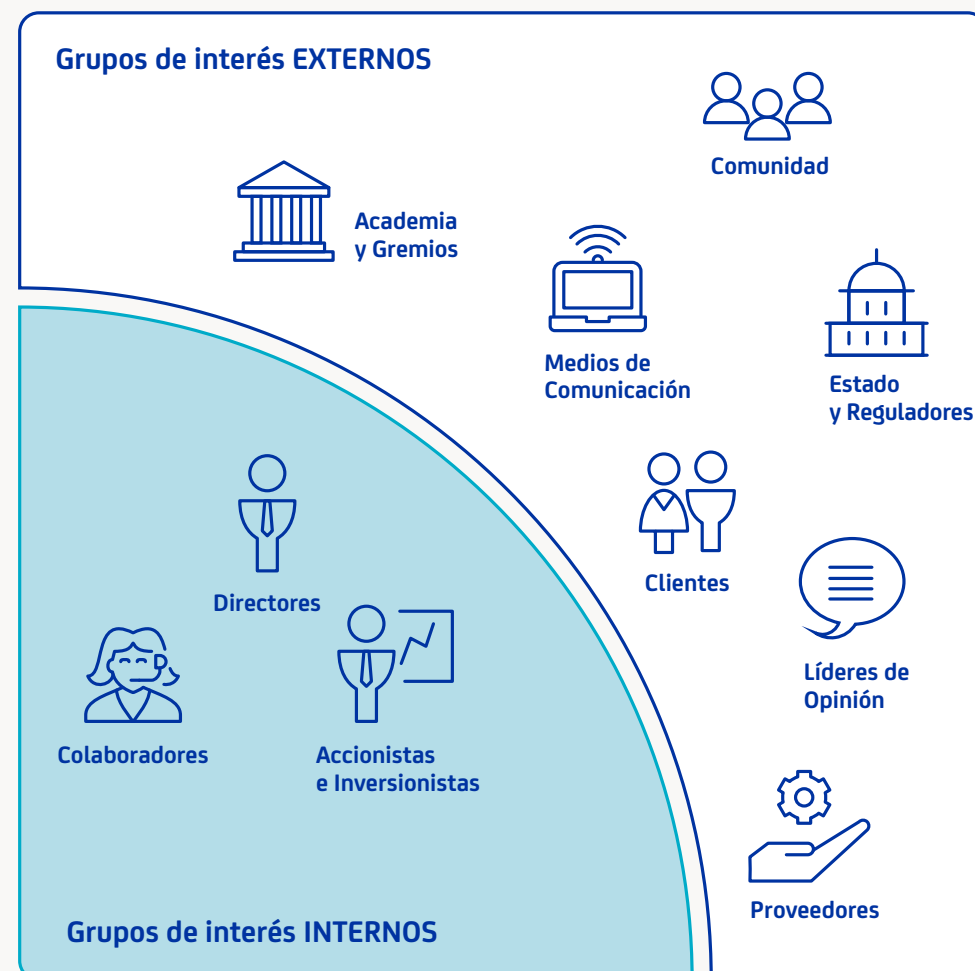 Grupos de interés EXTERNOS
Comunidad
Academia
y Gremios
Medios de
Comunicación
Estado
y Reguladores
Clientes
Líderes de
Opinión
Proveedores
Directores
Colaboradores
Accionistas
e Inversionistas
Grupos de interés INTERNOS